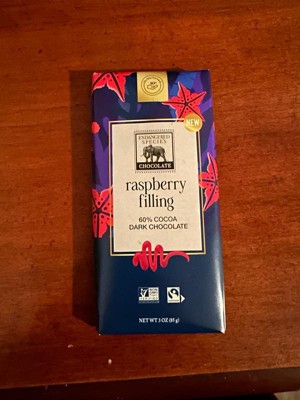 NEW
ENDANGERED
SPECIES
CHOCOLATE
raspberry
filling
60% COCOA
DARK CHOCOLATE
NET WT 3 OZ (85 g)